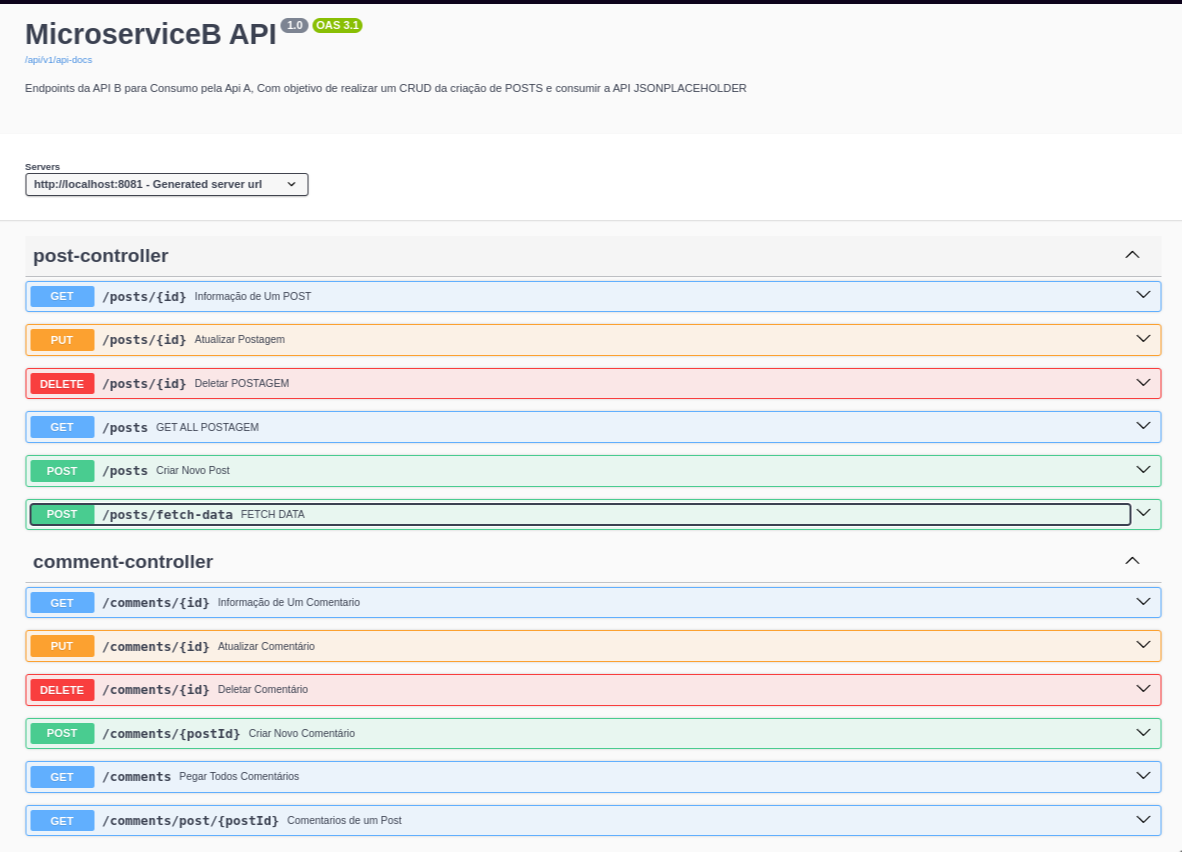 MicroserviceB API 1.0 OAS 3.1
/api/v1/api-docs
Endpoints da API B para Consumo pela Api A, Com objetivo de realizar um CRUD da criação de POSTS e consumir a API JSONPLACEHOLDER
Servers
http://localhost:8081 - Generated server url
post-controller
GET /posts/{id} Informação de Um POST
PUT /posts/{id} Atualizar Postagem
DELETE /posts/{id} Deletar POSTAGEM
GET /posts GET ALL POSTAGEM
POST /posts Criar Novo Post
POST /posts/fetch-data FETCH DATA
comment-controller
GET /comments/{id} Informação de Um Comentario
PUT /comments/{id} Atualizar Comentário
DELETE /comments/{id} Deletar Comentário
POST /comments/{postId} Criar Novo Comentário
GET /comments Pegar Todos Comentários
GET /comments/post/{postId} Comentarios de um Post